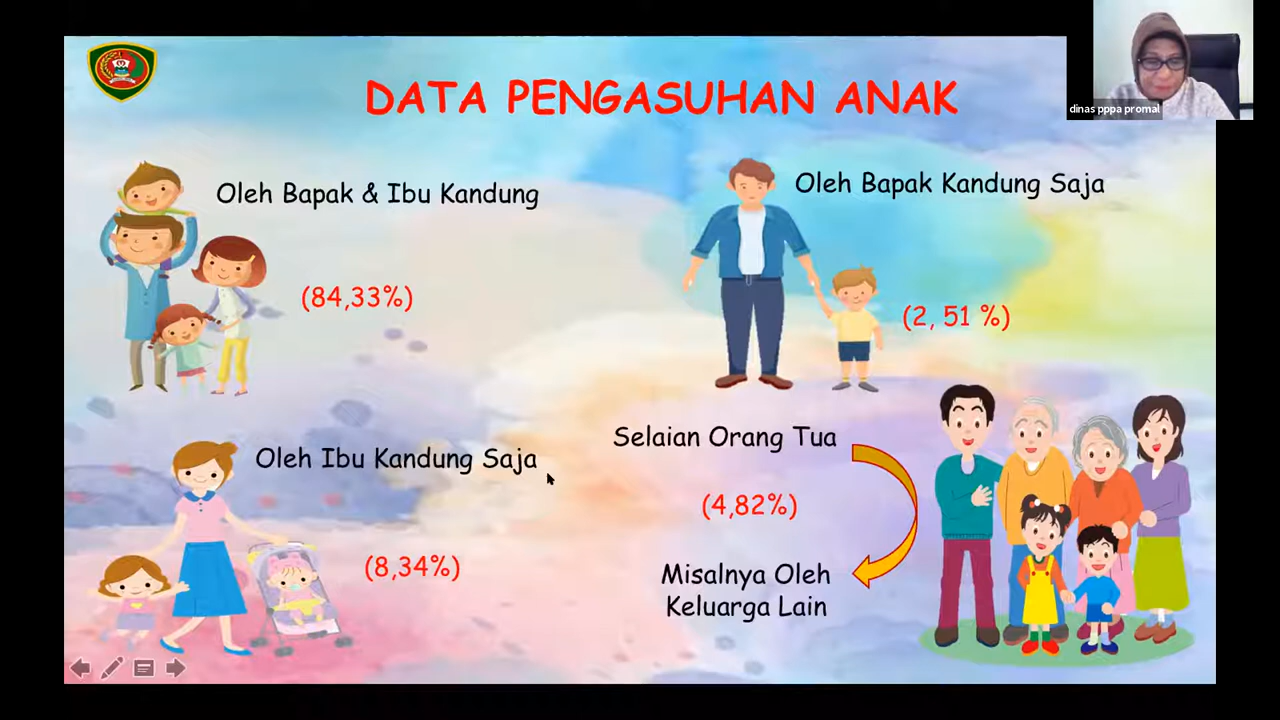 DATA PENGASUHAN ANAK
dinas pppa promal
Oleh Bapak & Ibu Kandung
(84,33%)
Oleh Bapak Kandung Saja
(2, 51 %)
Oleh Ibu Kandung Saja
(8,34%)
Selaian Orang Tua
(4,82%)
Misalnya Oleh
Keluarga Lain